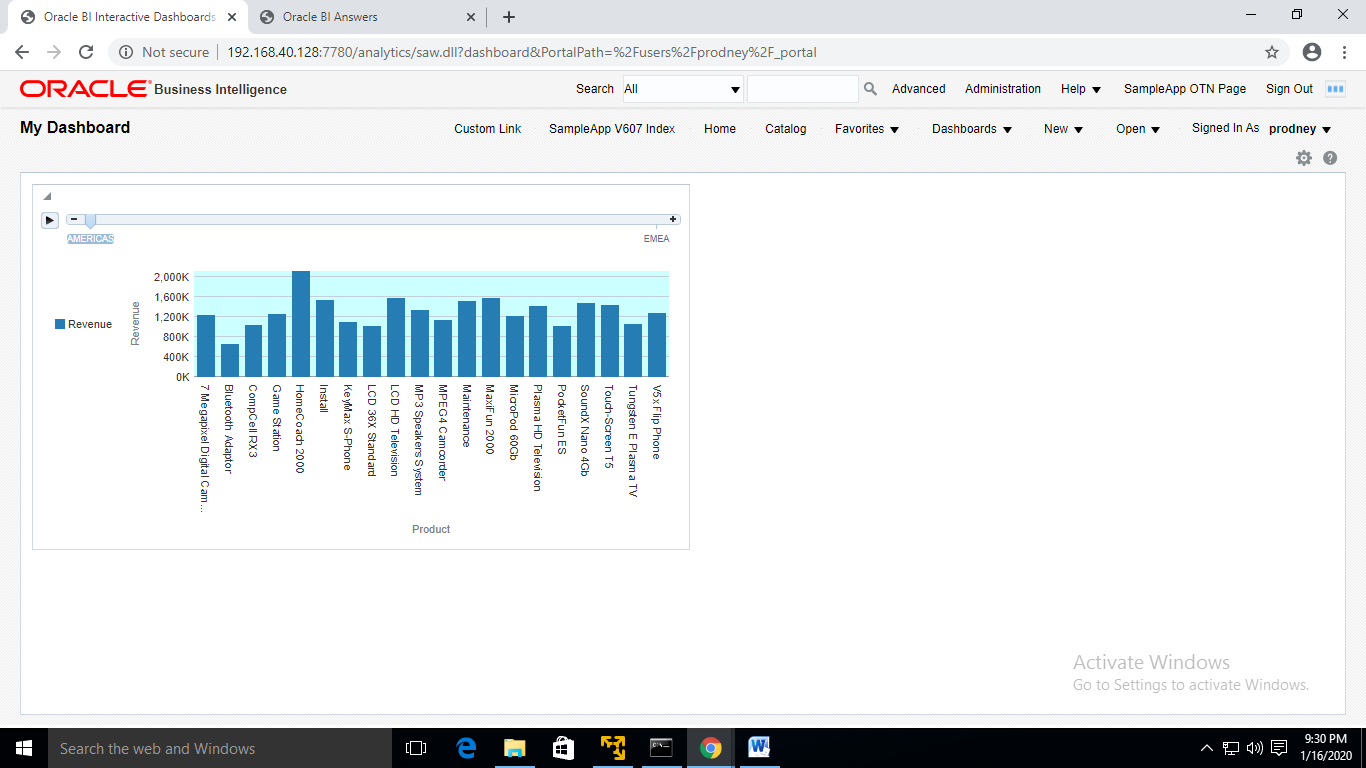 Oracle BI Interactive Dashboards
Oracle BI Answers
Not secure
192.168.40.128:7780/analytics/saw.dll?dashboard&PortalPath=%2Fusers%2Fprodney%2F_portal
ORACLE Business Intelligence
Search
All
Advanced
Administration
Help
SampleApp OTN Page
Sign Out
My Dashboard
Custom Link
SampleApp V607 Index
Home
Catalog
Favorites
Dashboards
New
Open
Signed In As prodney
AMERICAS
EMEA
2,000K
1,600K
1,200K
800K
400K
0K
Revenue
Revenue
7 Megapixel Digital Cam...
Bluetooth Adaptor
CompCell RX3
Game Station
HomeCoach 2000
Install
KeyMax S-Phone
LCD 36X Standard
LCD HD Television
MP3 Speakers System
MPEG4 Camcorder
Maintenance
MaxiFun 2000
MicroPod 60Gb
Plasma HD Television
PocketFun ES
SoundX Nano 4Gb
Touch-Screen T5
Tungsten E Plasma TV
V5x Flip Phone
Product
Activate Windows
Go to Settings to activate Windows.
Search the web and Windows
9:30 PM
1/16/2020